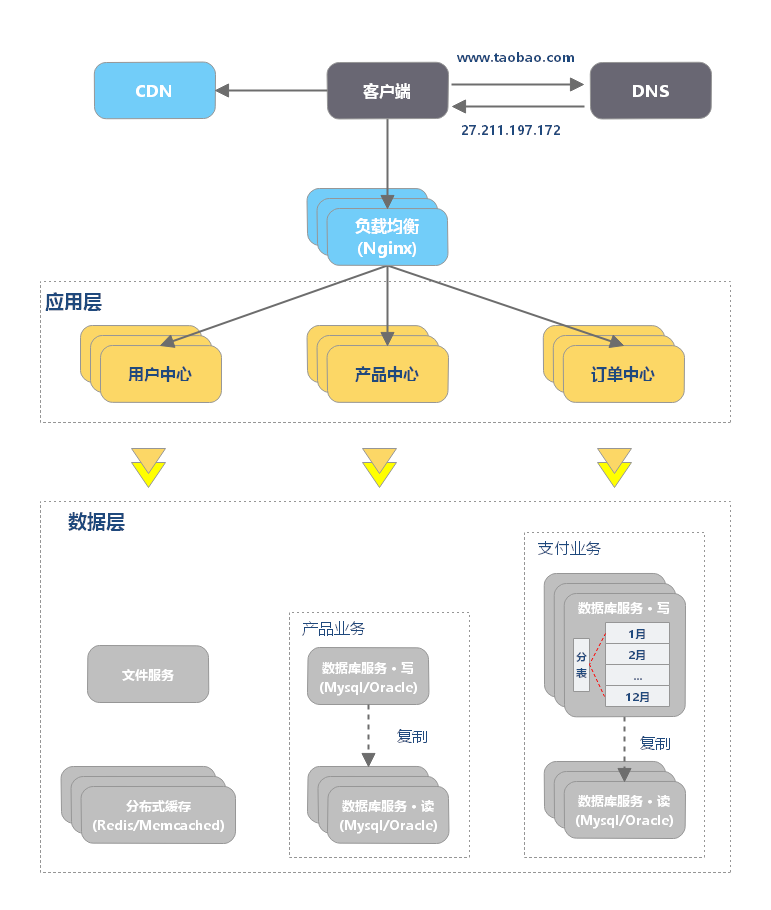 www.taobao.com
CDN
客户端
DNS
27.211.197.172
负载均衡
(Nginx)
应用层
用户中心
产品中心
订单中心
数据层
支付业务
数据库服务·写
1月
2月
...
12月
分
表
产品业务
数据库服务·写
(Mysql/Oracle)
文件服务
复制
复制
分布式缓存
(Redis/Memcached)
数据库服务·读
(Mysql/Oracle)
数据库服务·读
(Mysql/Oracle)